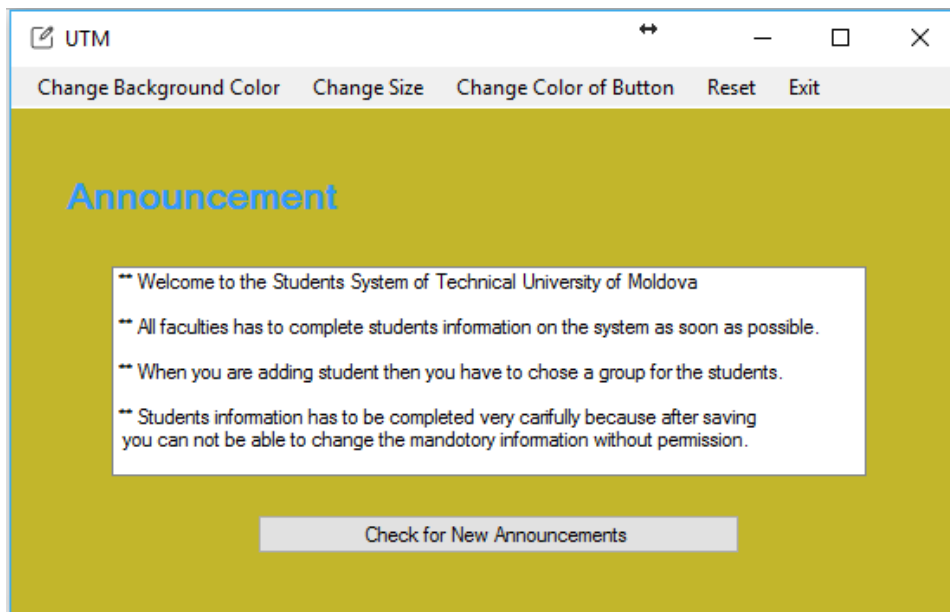 UTM
Change Background Color Change Size Change Color of Button Reset Exit
Announcement
** Welcome to the Students System of Technical University of Moldova
** All faculties has to complete students information on the system as soon as possible.
** When you are adding student then you have to chose a group for the students.
** Students information has to be completed very carifully because after saving
you can not be able to change the mandotory information without permission.
Check for New Announcements